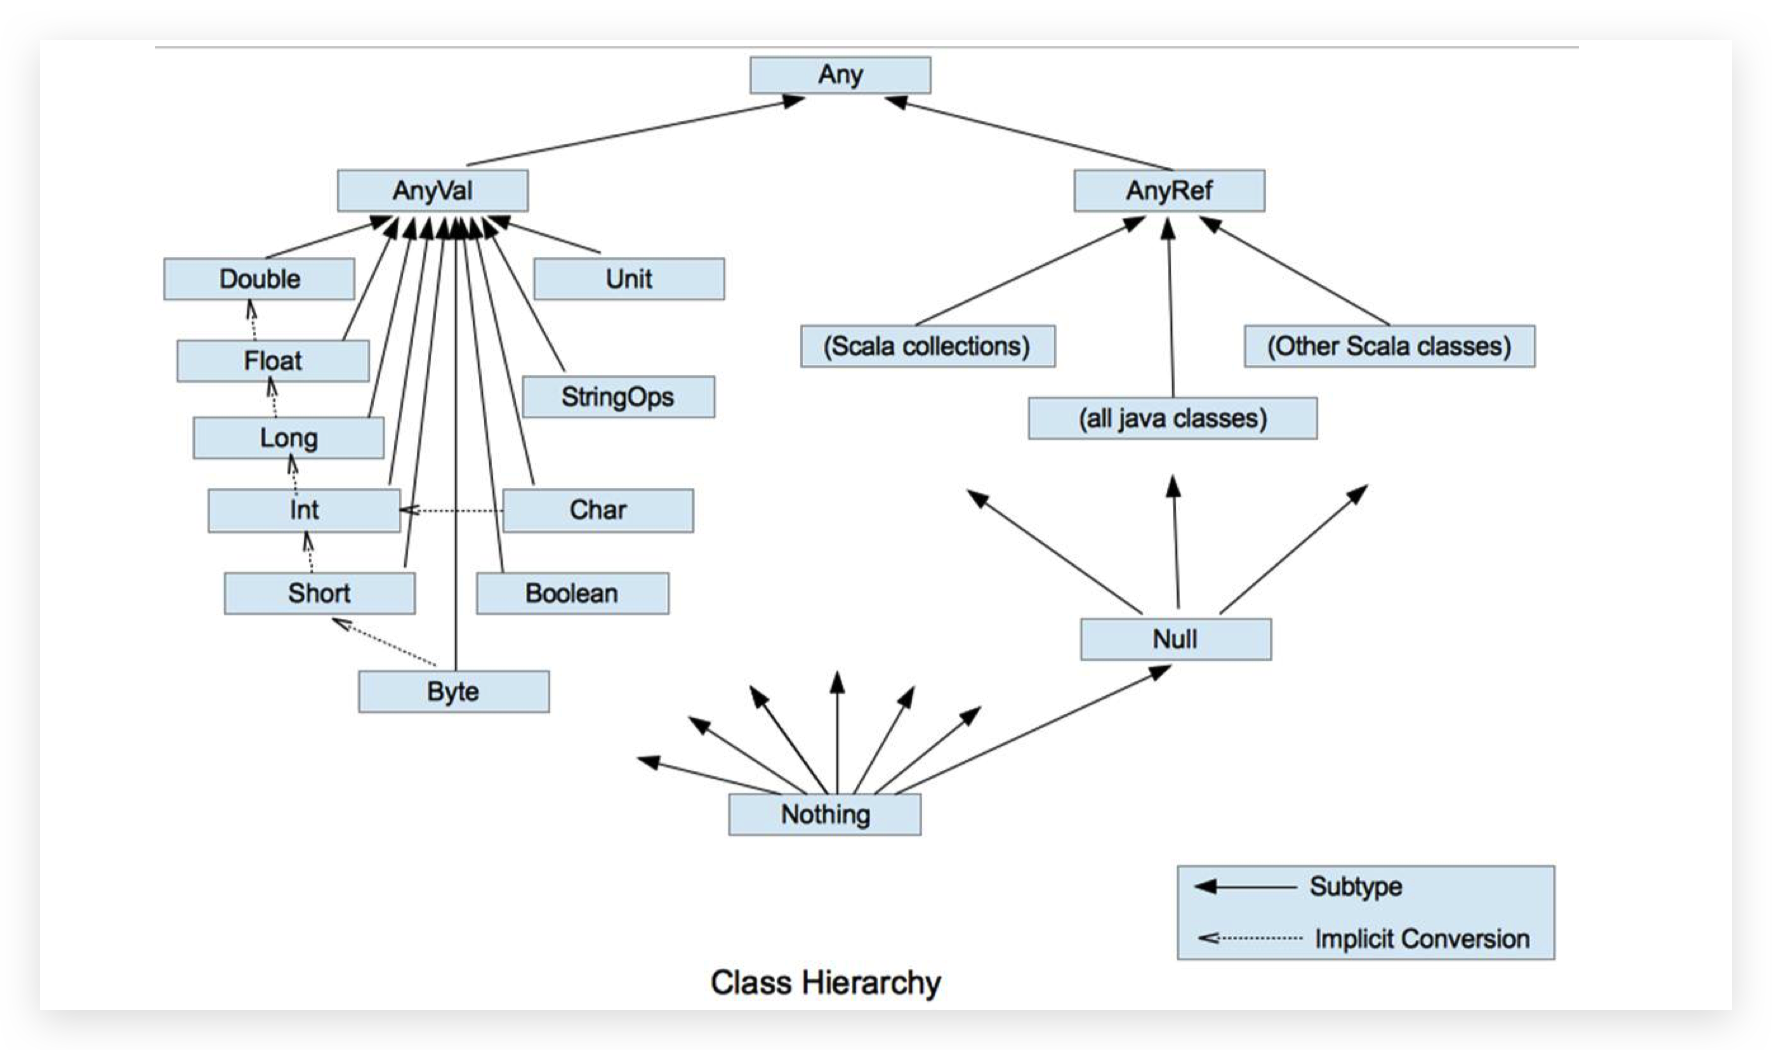 Any
AnyVal
AnyRef
Double
Unit
(Scala collections)
(Other Scala classes)
Float
StringOps
(all java classes)
Long
Int
Char
Short
Boolean
Null
Byte
Nothing
Subtype
Implicit Conversion
Class Hierarchy